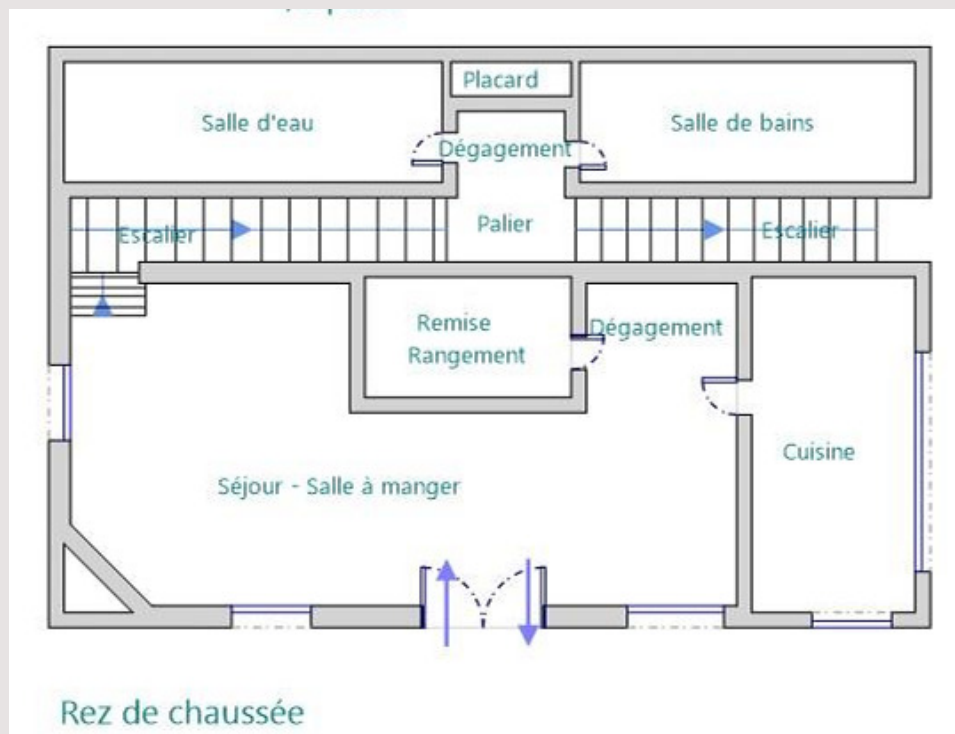 Placard
Salle d'eau
Salle de bains
Dégagement
Escalier
Palier
Escalier
Remise
Rangement
Dégagement
Cuisine
Séjour - Salle à manger
Rez de chaussée